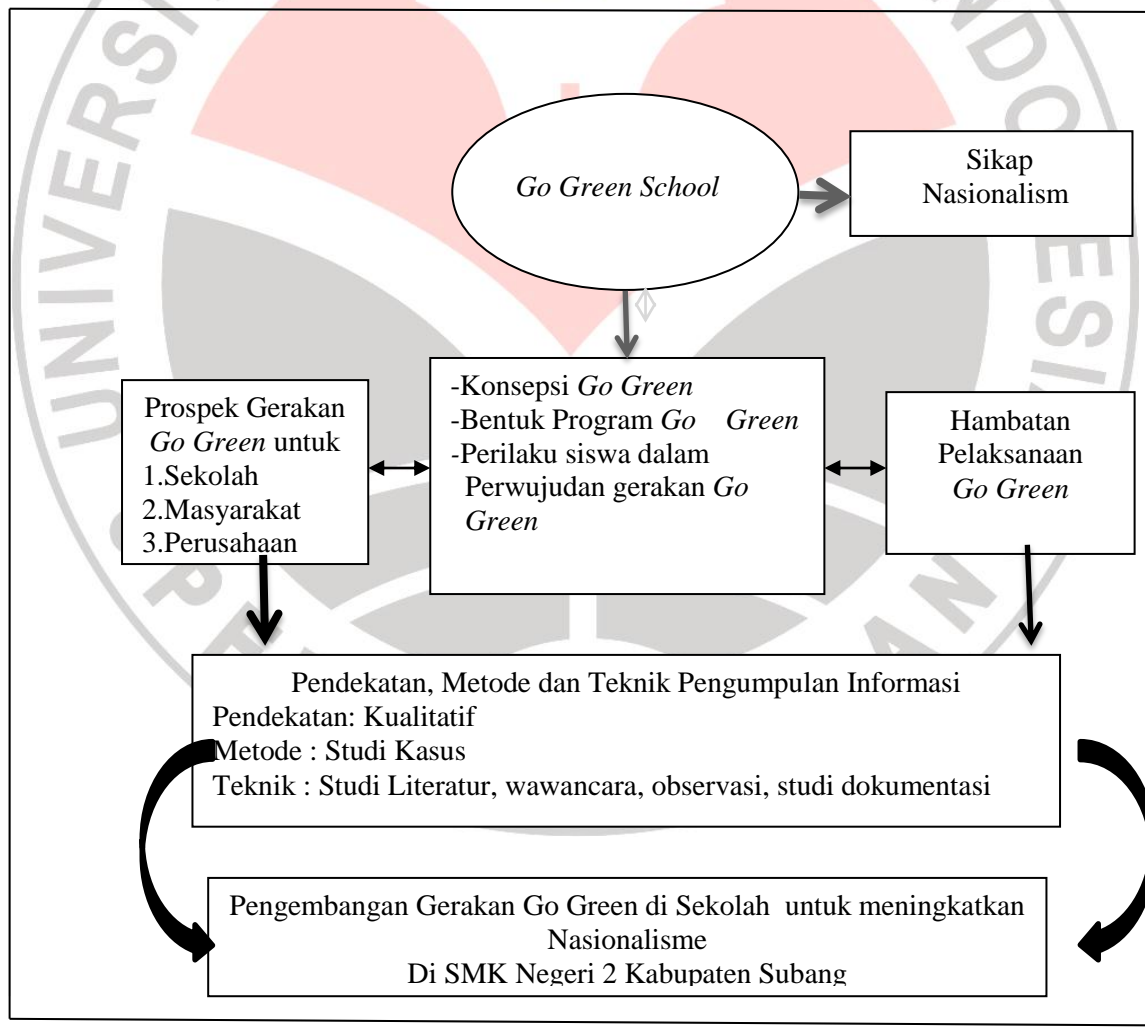 Go Green School
Sikap
Nasionalism
Prospek Gerakan
Go Green untuk
1.Sekolah
2.Masyarakat
3.Perusahaan
-Konsepsi Go Green
-Bentuk Program Go Green
-Perilaku siswa dalam
Perwujudan gerakan Go
Green
Hambatan
Pelaksanaan
Go Green
Pendekatan, Metode dan Teknik Pengumpulan Informasi
Pendekatan: Kualitatif
Metode : Studi Kasus
Teknik : Studi Literatur, wawancara, observasi, studi dokumentasi
Pengembangan Gerakan Go Green di Sekolah untuk meningkatkan
Nasionalisme
Di SMK Negeri 2 Kabupaten Subang